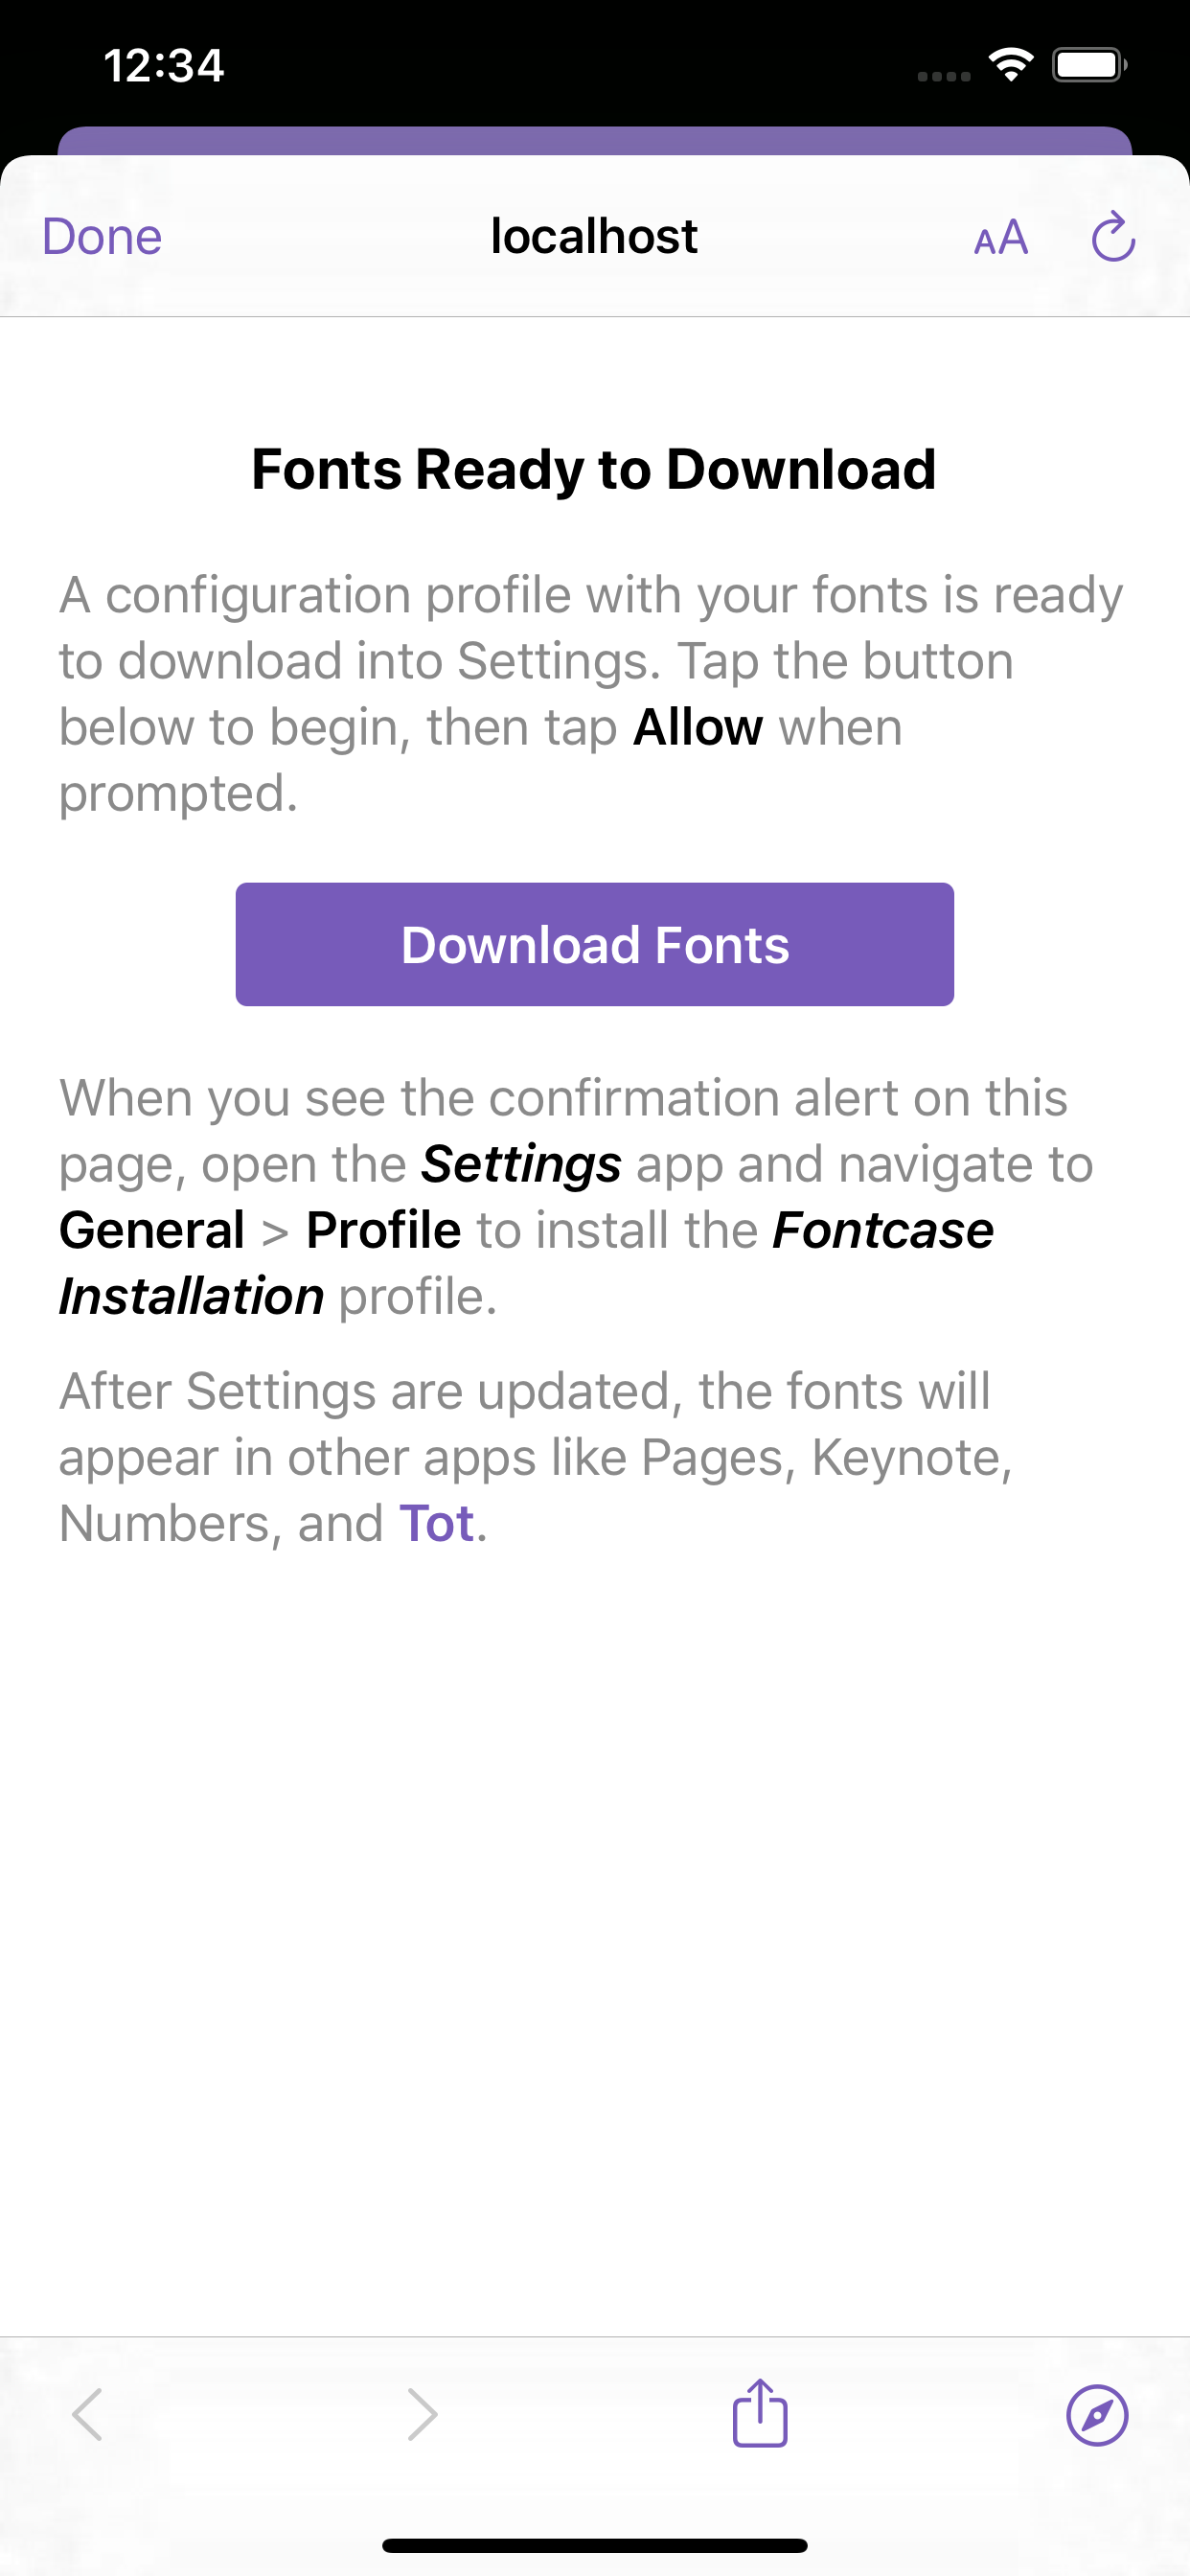 12:34
Done
localhost
AA
Fonts Ready to Download
A configuration profile with your fonts is ready
to download into Settings. Tap the button
below to begin, then tap Allow when
prompted.
Download Fonts
When you see the confirmation alert on this
page, open the Settings app and navigate to
General > Profile to install the Fontcase
Installation profile.
After Settings are updated, the fonts will
appear in other apps like Pages, Keynote,
Numbers, and Tot.